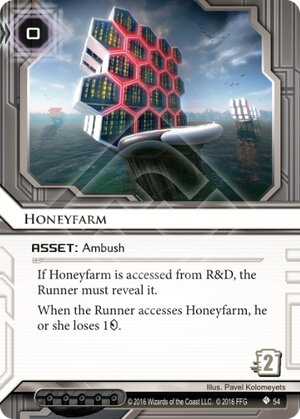 0
HONEYFARM
ASSET: Ambush
If Honeyfarm is accessed from R&D, the
Runner must reveal it.
When the Runner accesses Honeyfarm, he
or she loses 1
2
Illus. Pavel Kolomeyets
© 2016 Wizards of the Coast LLC. © 2016 FFG
54